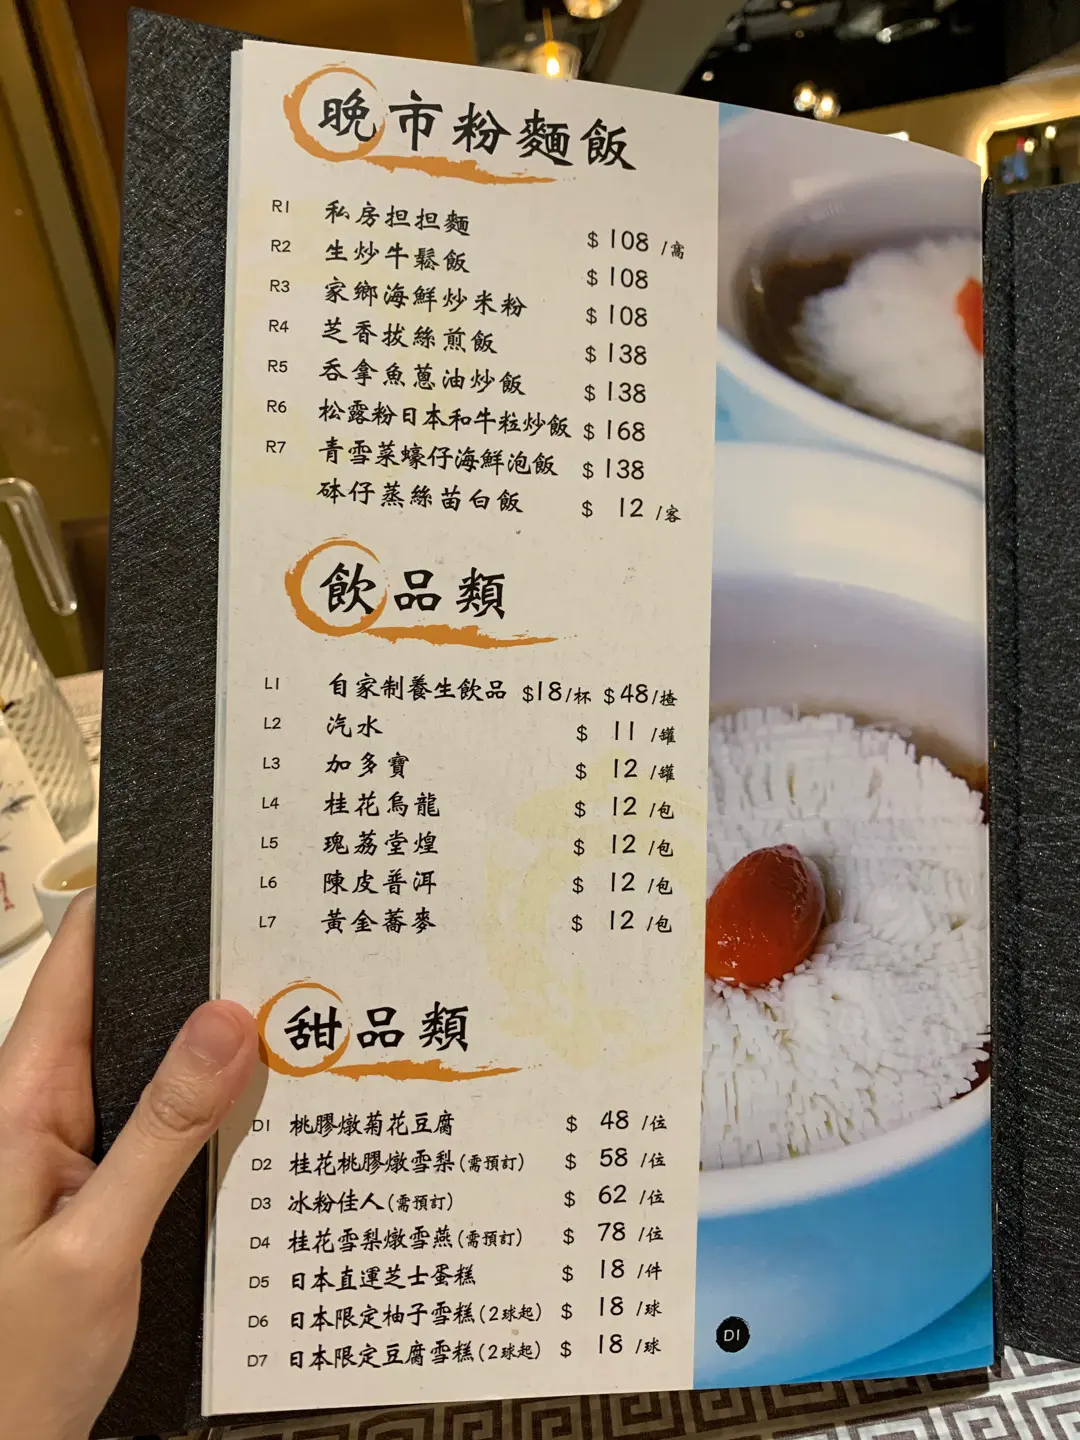 晚市粉麵飯
R1 私房担担麵 $108/窩
R2 生炒牛鬆飯 $108
R3 家鄉海鮮炒米粉 $108
R4 芝香拔絲煎飯 $138
R5 吞拿魚蔥油炒飯 $138
R6 松露粉日本和牛粒炒飯 $168
R7 青雪菜蠔仔海鮮泡飯 $138
砵仔蒸絲苗白飯 $12/客
飲品類
L1 自家制養生飲品 $18/杯 $48/揸
L2 汽水 $11/罐
L3 加多寶 $12/罐
L4 桂花烏龍 $12/包
L5 瑰荔堂煌 $12/包
L6 陳皮普洱 $12/包
L7 黃金蕎麥 $12/包
甜品類
D1 桃膠燉菊花豆腐 $48/位
D2 桂花桃膠燉雪梨(需預訂) $58/位
D3 冰粉佳人(需預訂) $62/位
D4 桂花雪梨燉雪燕(需預訂) $78/位
D5 日本直運芝士蛋糕 $18/件
D6 日本限定柚子雪糕(2球起) $18/球
D7 日本限定豆腐雪糕(2球起) $18/球
D1